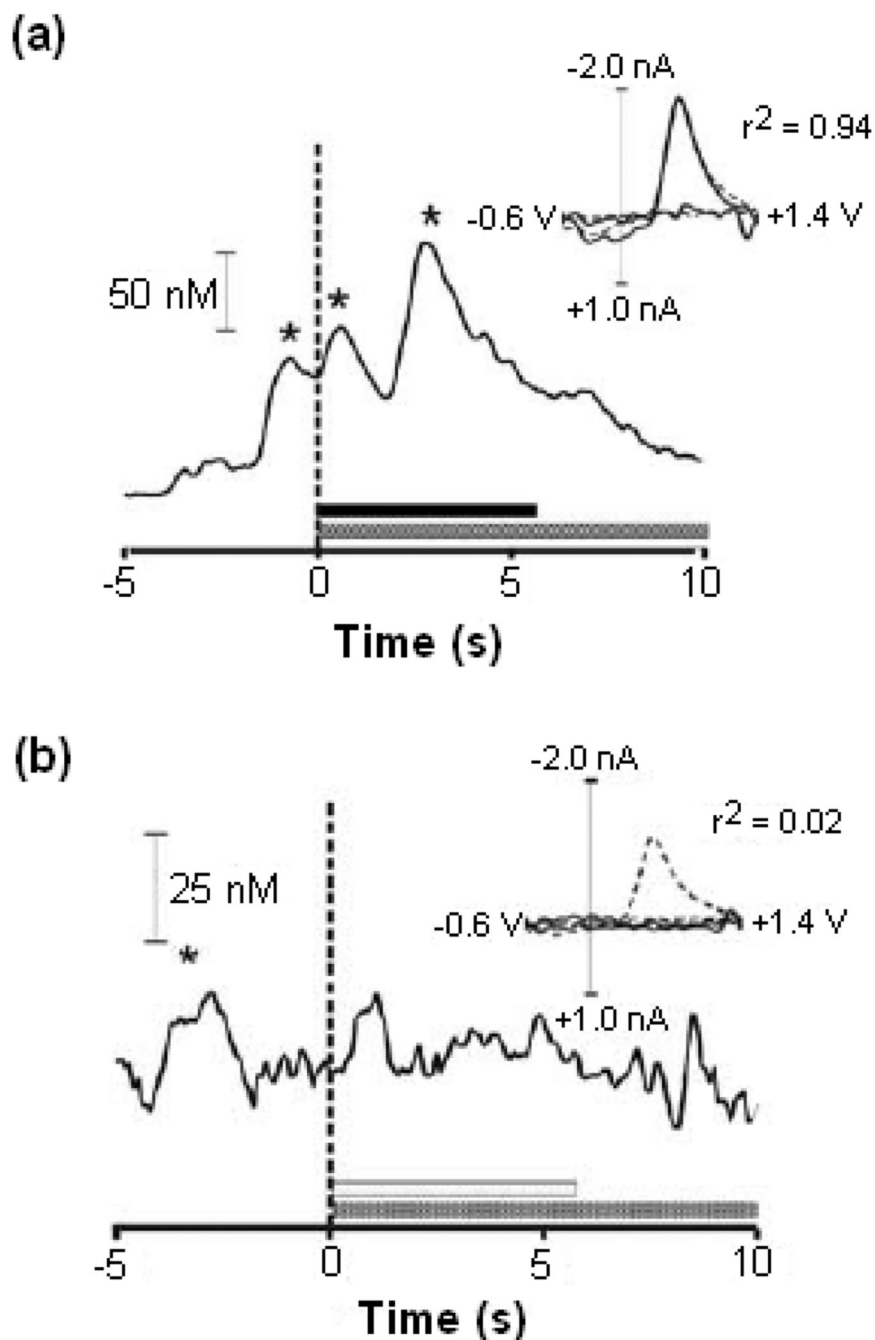 (a)
-2.0 nA
r² = 0.94
-0.6 V
+1.4 V
+1.0 nA
50 nM
*
*
*
-5
0
5
10
Time (s)
(b)
-2.0 nA
r² = 0.02
-0.6 V
+1.4 V
+1.0 nA
25 nM
*
-5
0
5
10
Time (s)